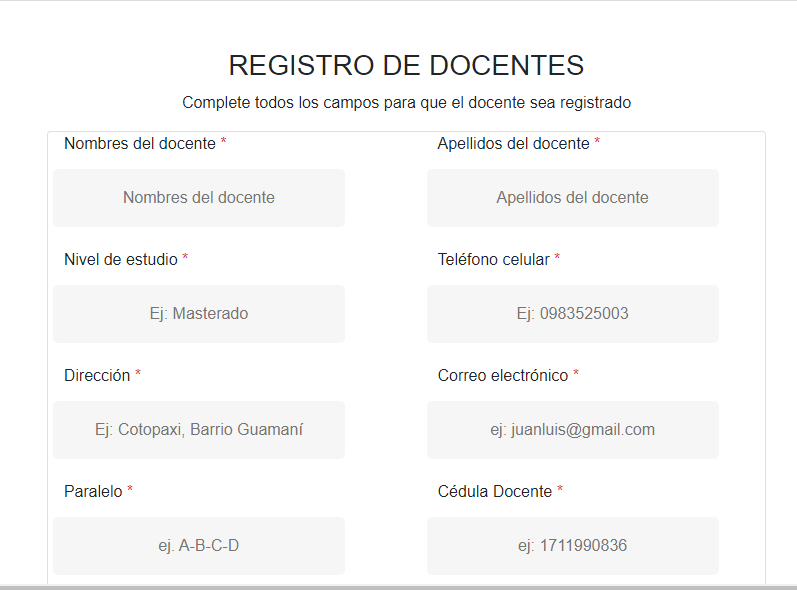 REGISTRO DE DOCENTES
Complete todos los campos para que el docente sea registrado
Nombres del docente *
Apellidos del docente *
Nombres del docente
Apellidos del docente
Nivel de estudio *
Teléfono celular *
Ej: Masterado
Ej: 0983525003
Dirección *
Correo electrónico *
Ej: Cotopaxi, Barrio Guamaní
ej: juanluis@gmail.com
Paralelo *
Cédula Docente *
ej. A-B-C-D
ej: 1711990836